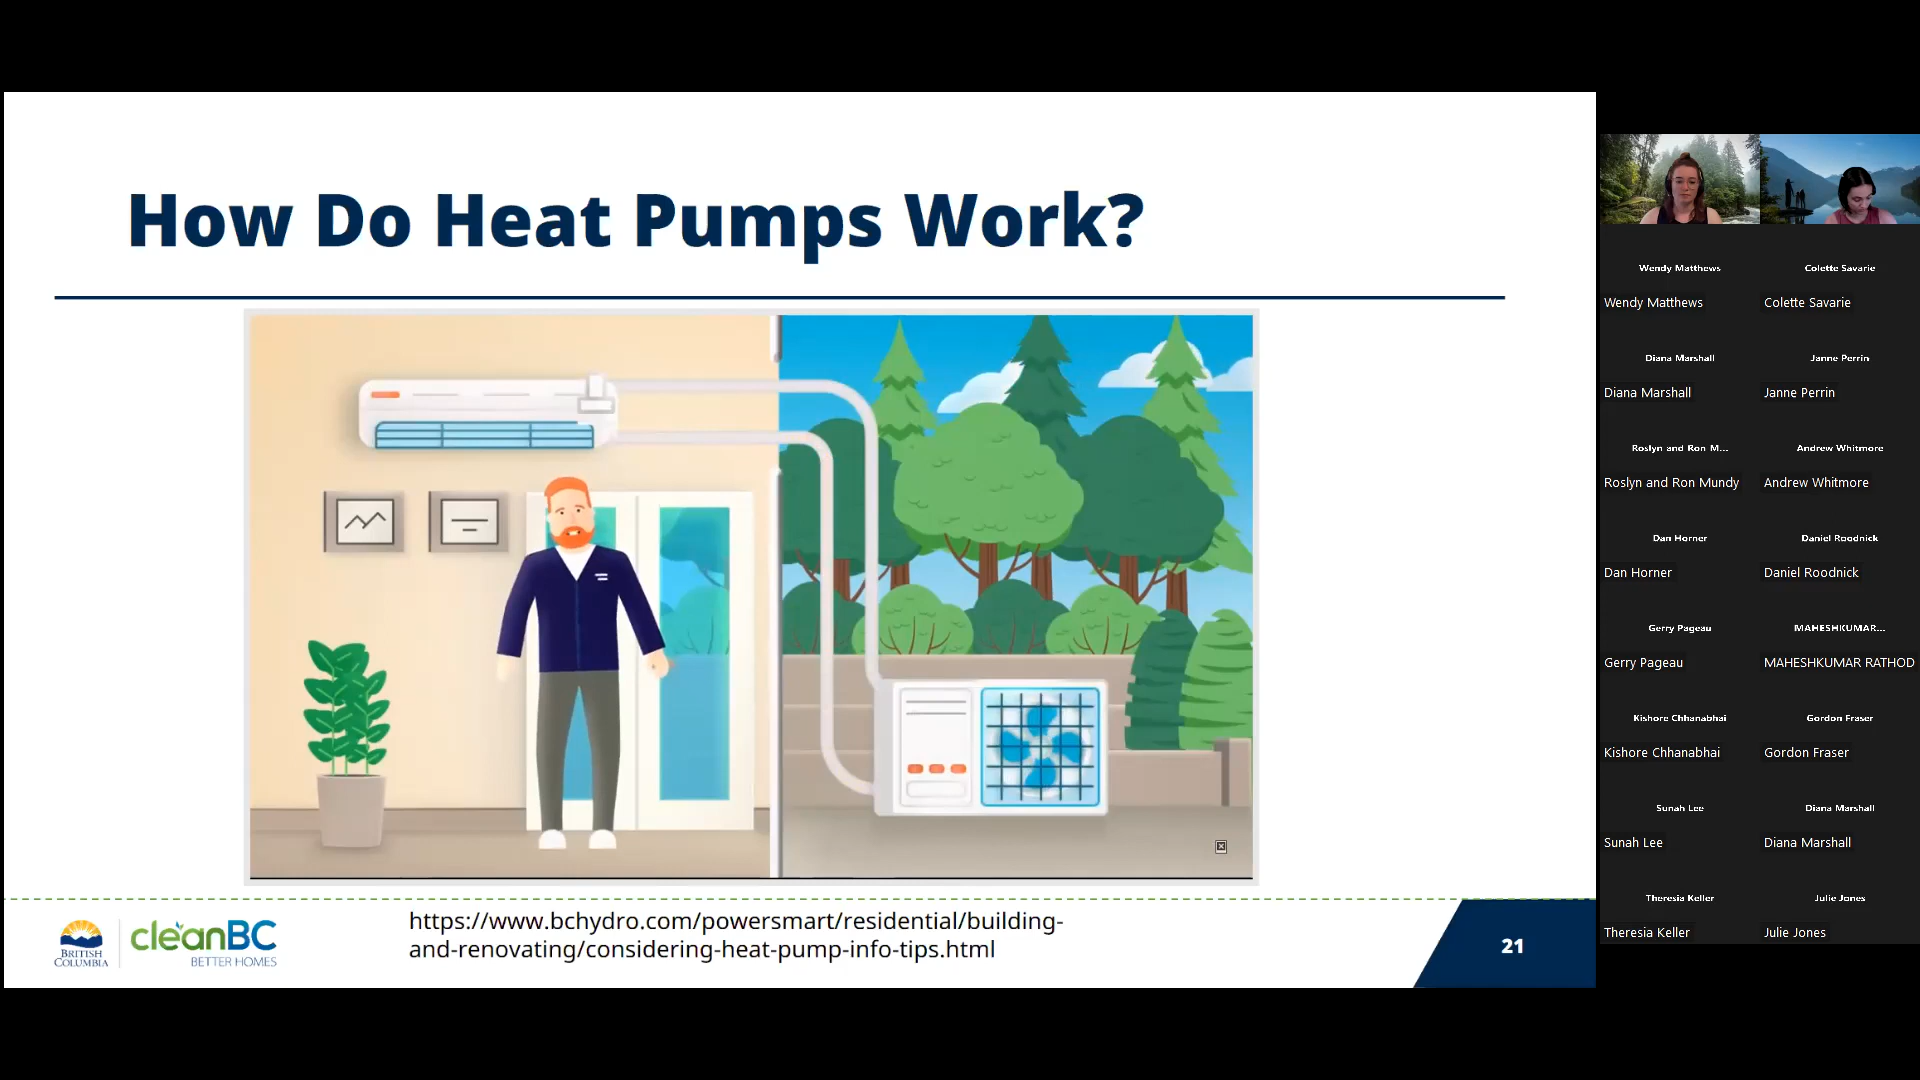 How Do Heat Pumps Work?
https://www.bchydro.com/powersmart/residential/building-
and-renovating/considering-heat-pump-info-tips.html
BRITISH
COLUMBIA
cleanBC
BETTER HOMES
21
Wendy Matthews
Colette Savarie
Wendy Matthews
Colette Savarie
Diana Marshall
Janne Perrin
Diana Marshall
Janne Perrin
Roslyn and Ron M...
Andrew Whitmore
Roslyn and Ron Mundy
Andrew Whitmore
Dan Horner
Daniel Roodnick
Dan Horner
Daniel Roodnick
Gerry Pageau
MAHESHKUMAR...
Gerry Pageau
MAHESHKUMAR RATHOD
Kishore Chhanabhai
Gordon Fraser
Kishore Chhanabhai
Gordon Fraser
Sunah Lee
Diana Marshall
Sunah Lee
Diana Marshall
Theresia Keller
Julie Jones
Theresia Keller
Julie Jones